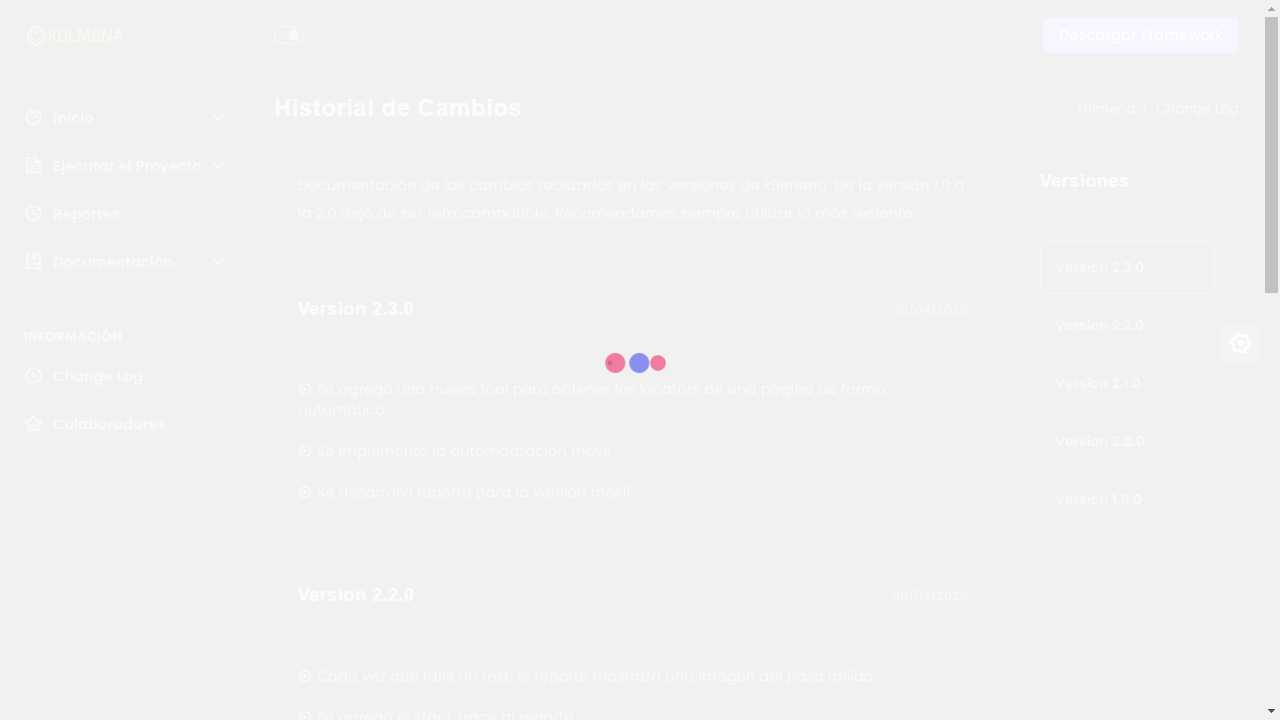 K0LMENA
Descargar Framework
Historial de Cambios
k0lmena > Change Log
Inicio
Ejecutar el Proyecto
Reportes
Documentación
INFORMACIÓN
Change Log
Colaboradores
Documentación de los cambios realizados en las versiones de k0lmena. De la versión 1.0 a
la 2.0 dejó de ser retrocompatible. Recomendamos siempre utilizar la más reciente.
Version 2.3.0
15/04/2025
Se agregó una nueva tool para obtener los locators de una página de forma
automática
Se implementó la automatización móvil
Se desarrolló reporte para la versión móvil
Version 2.2.0
08/04/2025
Cada vez que falle un test, el reporte mostrará una imagen del paso fallido
Se agregó el stack trace al reporte
Versiones
Version 2.3.0
Version 2.2.0
Version 2.1.0
Version 2.0.0
Version 1.0.0